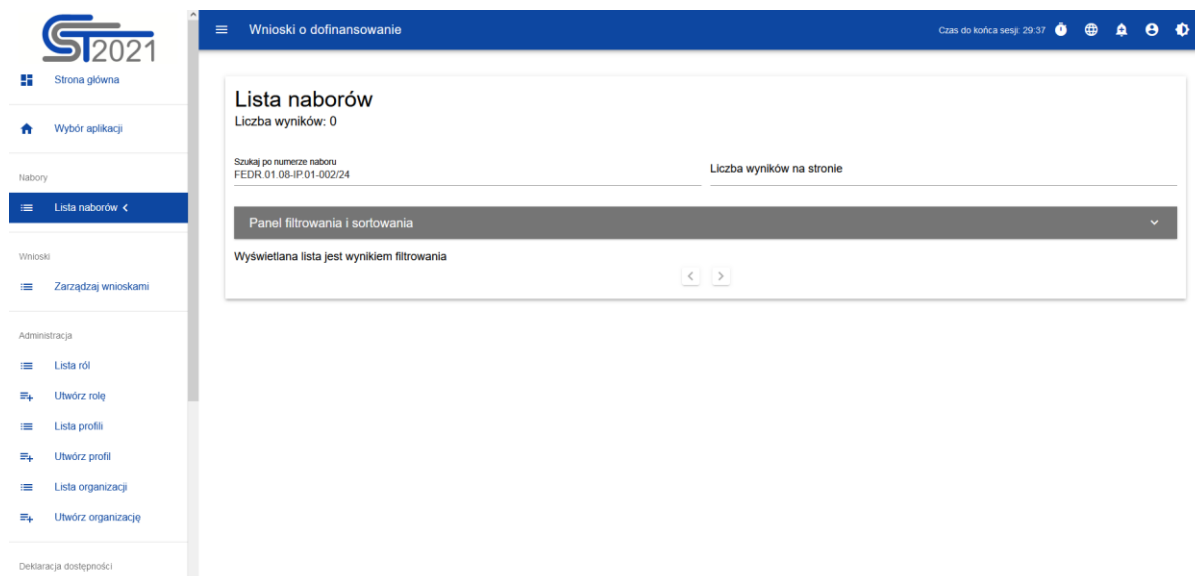 ST2021
Strona główna
Wybór aplikacji
Nabory
Lista naborów
Wnioski
Zarządzaj wnioskami
Administracja
Lista ról
Utwórz rolę
Lista profili
Utwórz profil
Lista organizacji
Utwórz organizację
Deklaracja dostępności
Wnioski o dofinansowanie
Czas do końca sesji: 29:37
Lista naborów
Liczba wyników: 0
Szukaj po numerze naboru
FEDR.01.08-IP.01-002/24
Liczba wyników na stronie
Panel filtrowania i sortowania
Wyświetlana lista jest wynikiem filtrowania